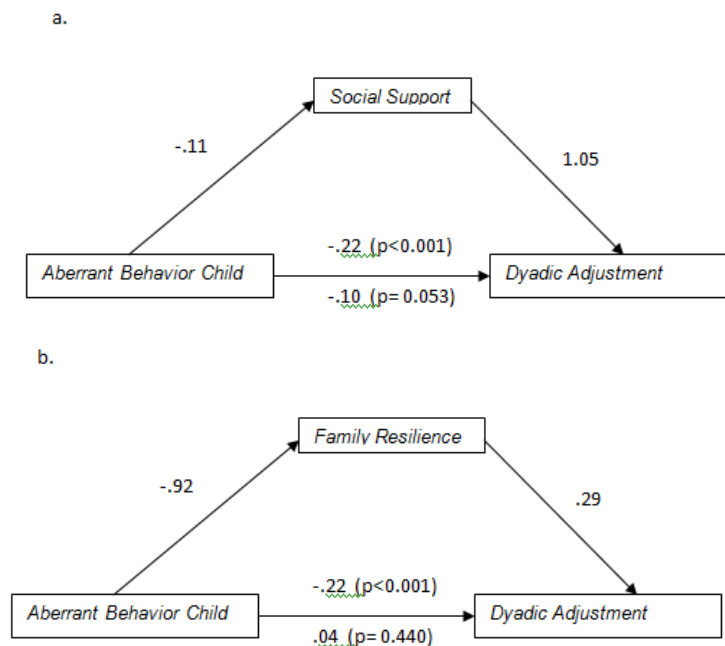 a.
Social Support
-.11
1.05
-.22 (p<0.001)
Aberrant Behavior Child
Dyadic Adjustment
-.10 (p= 0.053)
b.
Family Resilience
-.92
.29
-.22 (p<0.001)
Aberrant Behavior Child
Dyadic Adjustment
.04 (p= 0.440)